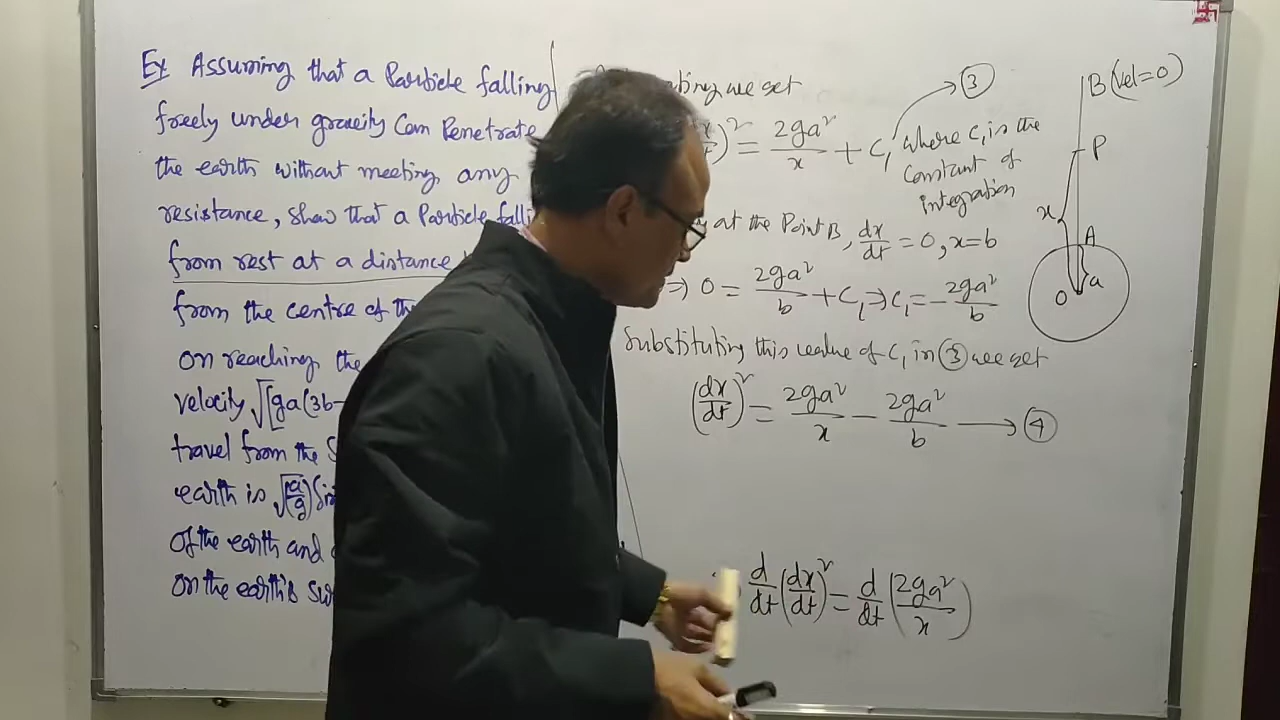 Ex Assuming that a Particle falling
freely under gravity Can Penetrate
the earth without meeting any
resistance, Show that a Particle falli
from rest at a distance
from the centre of the
on reaching the
velocity √[ga(3b-
travel from the S
earth is √(a/g) Sin
of the earth and
on the earth's su
ating we get
)² = 2ga²/x + C₁ → ③
where C₁ is the
constant of
integration
at the Point B, dx/dt = 0, x=b
⇒ 0 = 2ga²/b + C₁ ⇒ C₁ = -2ga²/b
Substituting this value of C₁ in ③ we get
(dx/dt)² = 2ga²/x - 2ga²/b → ④
d/dt (dx/dt)² = d/dt (2ga²/x)
B (vel=0)
P
x
A
O
a